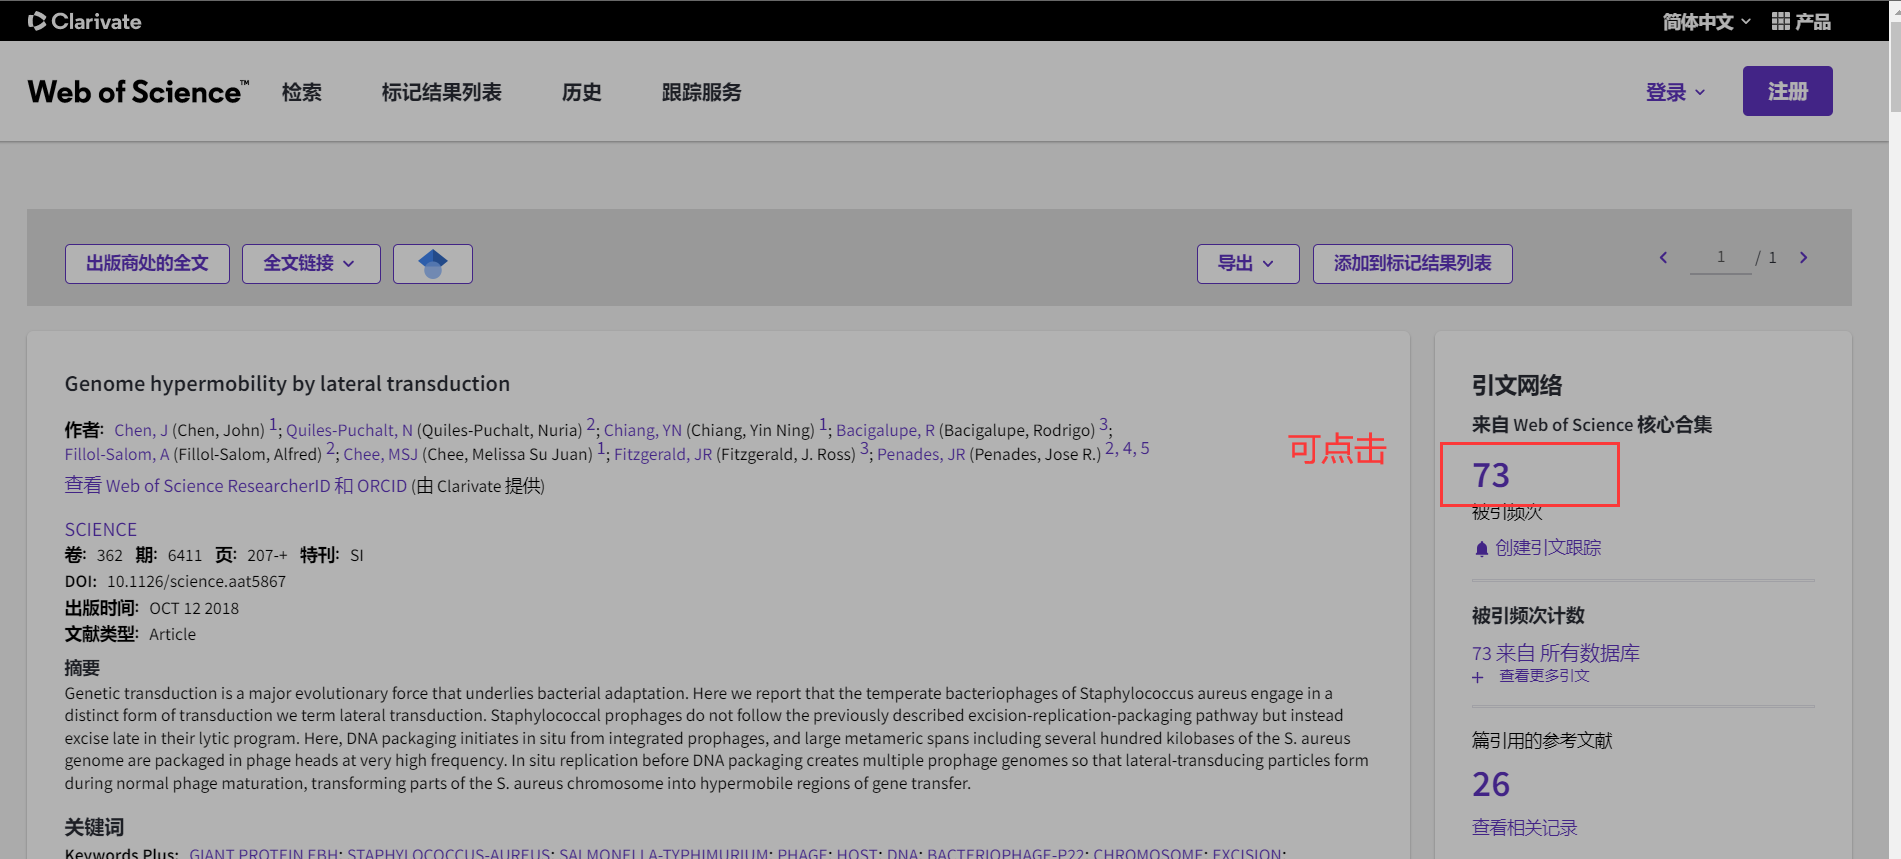 Clarivate
简体中文
产品
Web of Science™
检索
标记结果列表
历史
跟踪服务
登录
注册
出版商处的全文
全文链接
导出
添加到标记结果列表
1 / 1
Genome hypermobility by lateral transduction
作者: Chen, J (Chen, John) 1; Quiles-Puchalt, N (Quiles-Puchalt, Nuria) 2; Chiang, YN (Chiang, Yin Ning) 1; Bacigalupe, R (Bacigalupe, Rodrigo) 3;
Fillol-Salom, A (Fillol-Salom, Alfred) 2; Chee, MSJ (Chee, Melissa Su Juan) 1; Fitzgerald, JR (Fitzgerald, J. Ross) 3; Penades, JR (Penades, Jose R.) 2, 4, 5
查看 Web of Science ResearcherID 和 ORCID (由 Clarivate 提供)
SCIENCE
卷: 362 期: 6411 页: 207-+ 特刊: SI
DOI: 10.1126/science.aat5867
出版时间: OCT 12 2018
文献类型: Article
摘要
Genetic transduction is a major evolutionary force that underlies bacterial adaptation. Here we report that the temperate bacteriophages of Staphylococcus aureus engage in a
distinct form of transduction we term lateral transduction. Staphylococcal prophages do not follow the previously described excision-replication-packaging pathway but instead
excise late in their lytic program. Here, DNA packaging initiates in situ from integrated prophages, and large metameric spans including several hundred kilobases of the S. aureus
genome are packaged in phage heads at very high frequency. In situ replication before DNA packaging creates multiple prophage genomes so that lateral-transducing particles form
during normal phage maturation, transforming parts of the S. aureus chromosome into hypermobile regions of gene transfer.
关键词
Keywords Plus: GIANT PROTEIN EBH; STAPHYLOCOCCUS-AUREUS; SALMONELLA-TYPHIMURIUM; PHAGE; HOST; DNA; BACTERIOPHAGE-P22; CHROMOSOME; EXCISION;
可点击
引文网络
来自 Web of Science 核心合集
73
被引频次
创建引文跟踪
被引频次计数
73 来自 所有数据库
+ 查看更多引文
篇引用的参考文献
26
查看相关记录